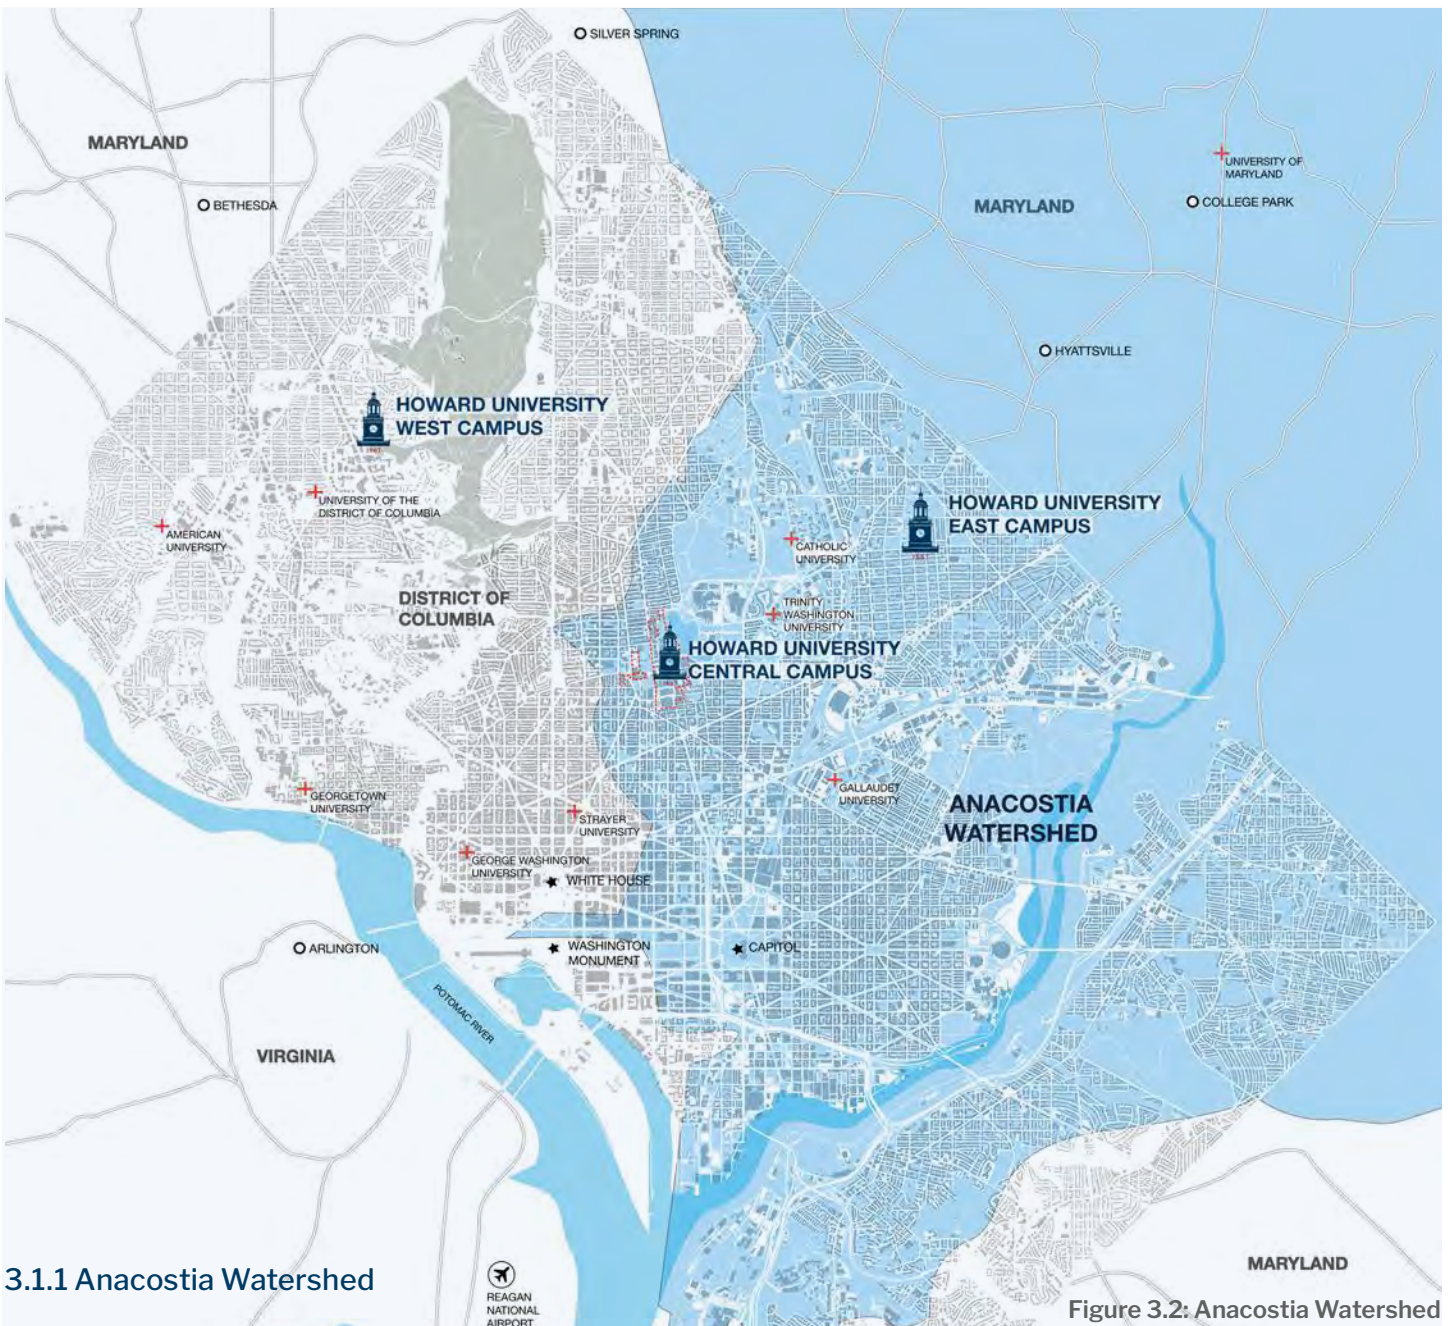 SILVER SPRING
MARYLAND
UNIVERSITY OF
MARYLAND
BETHESDA
MARYLAND
COLLEGE PARK
HYATTSVILLE
HOWARD UNIVERSITY
WEST CAMPUS
UNIVERSITY OF THE
DISTRICT OF COLUMBIA
HOWARD UNIVERSITY
EAST CAMPUS
AMERICAN
UNIVERSITY
CATHOLIC
UNIVERSITY
DISTRICT OF
COLUMBIA
TRINITY
WASHINGTON
UNIVERSITY
HOWARD UNIVERSITY
CENTRAL CAMPUS
GEORGETOWN
UNIVERSITY
GALLAUDET
UNIVERSITY
ANACOSTIA
WATERSHED
STRAYER
UNIVERSITY
GEORGE WASHINGTON
UNIVERSITY
WHITE HOUSE
ARLINGTON
WASHINGTON
MONUMENT
CAPITOL
POTOMAC RIVER
VIRGINIA
MARYLAND
3.1.1 Anacostia Watershed
REAGAN
NATIONAL
AIRPORT
Figure 3.2: Anacostia Watershed